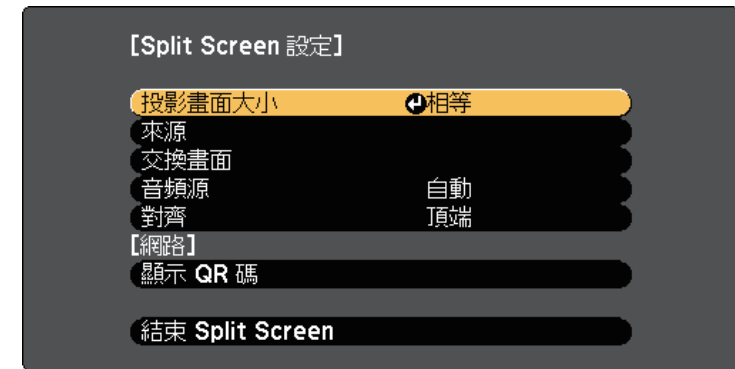 [Split Screen 設定]
投影畫面大小 相等
來源
交換畫面
音頻源 自動
對齊 頂端
[網路]
顯示 QR 碼
結束 Split Screen